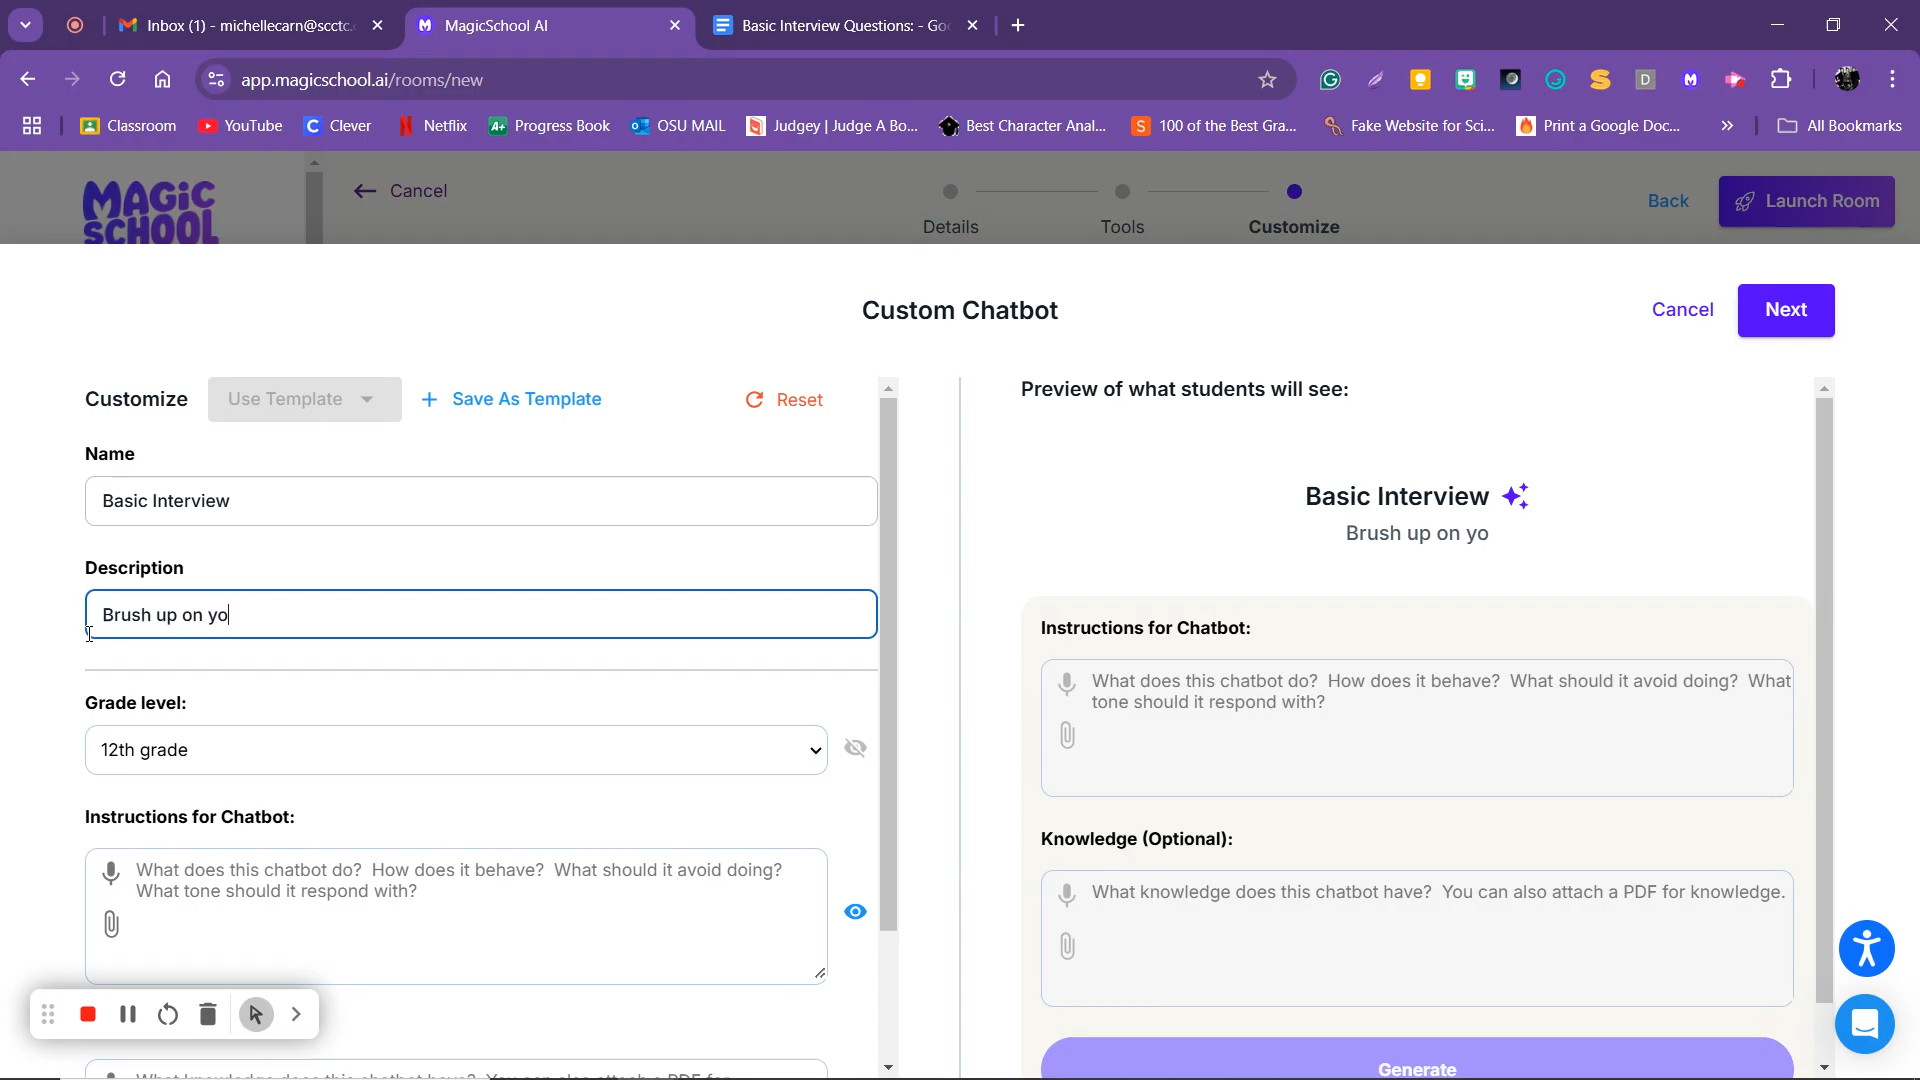 Inbox (1) - michellecarn@scctc.
MagicSchool AI
Basic Interview Questions: - Go
app.magicschool.ai/rooms/new
Classroom
YouTube
Clever
Netflix
Progress Book
OSU MAIL
Judgey | Judge A Bo...
Best Character Anal...
100 of the Best Gra...
Fake Website for Sci...
Print a Google Doc...
All Bookmarks
MAGIC
SCHOOL
Cancel
Details
Tools
Customize
Back
Launch Room
Custom Chatbot
Cancel
Next
Customize
Use Template
Save As Template
Reset
Name
Basic Interview
Description
Brush up on yo
Grade level:
12th grade
Instructions for Chatbot:
What does this chatbot do? How does it behave? What should it avoid doing?
What tone should it respond with?
Preview of what students will see:
Basic Interview
Brush up on yo
Instructions for Chatbot:
What does this chatbot do? How does it behave? What should it avoid doing? What
tone should it respond with?
Knowledge (Optional):
What knowledge does this chatbot have? You can also attach a PDF for knowledge.
Generate